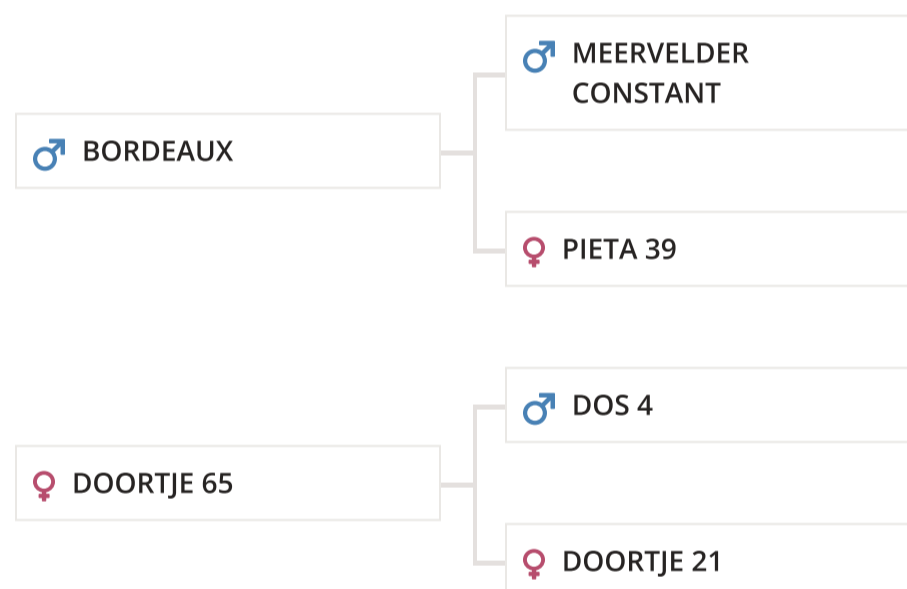 MEERVELDER
CONSTANT
BORDEAUX
PIETA 39
DOS 4
DOORTJE 65
DOORTJE 21